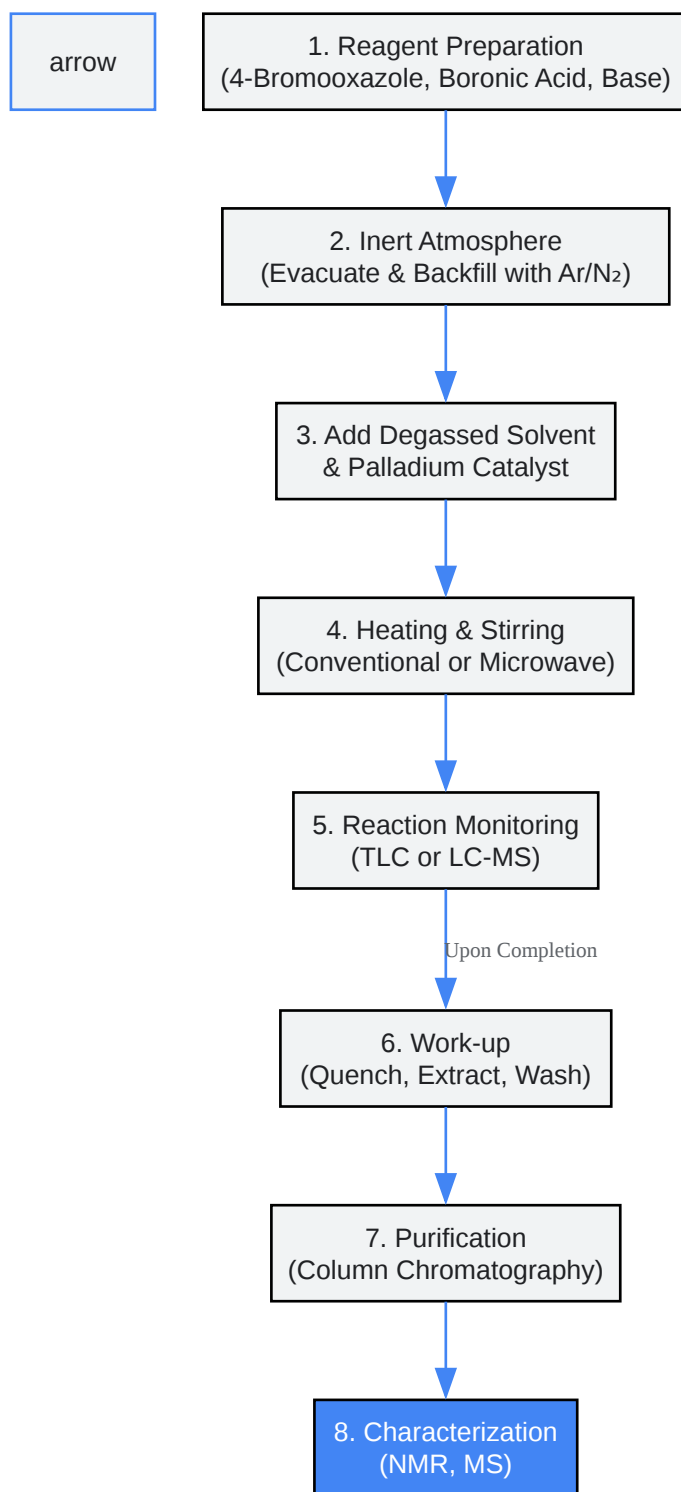 arrow
1. Reagent Preparation
(4-Bromooxazole, Boronic Acid, Base)
2. Inert Atmosphere
(Evacuate & Backfill with Ar/N₂)
3. Add Degassed Solvent
& Palladium Catalyst
4. Heating & Stirring
(Conventional or Microwave)
5. Reaction Monitoring
(TLC or LC-MS)
Upon Completion
6. Work-up
(Quench, Extract, Wash)
7. Purification
(Column Chromatography)
8. Characterization
(NMR, MS)